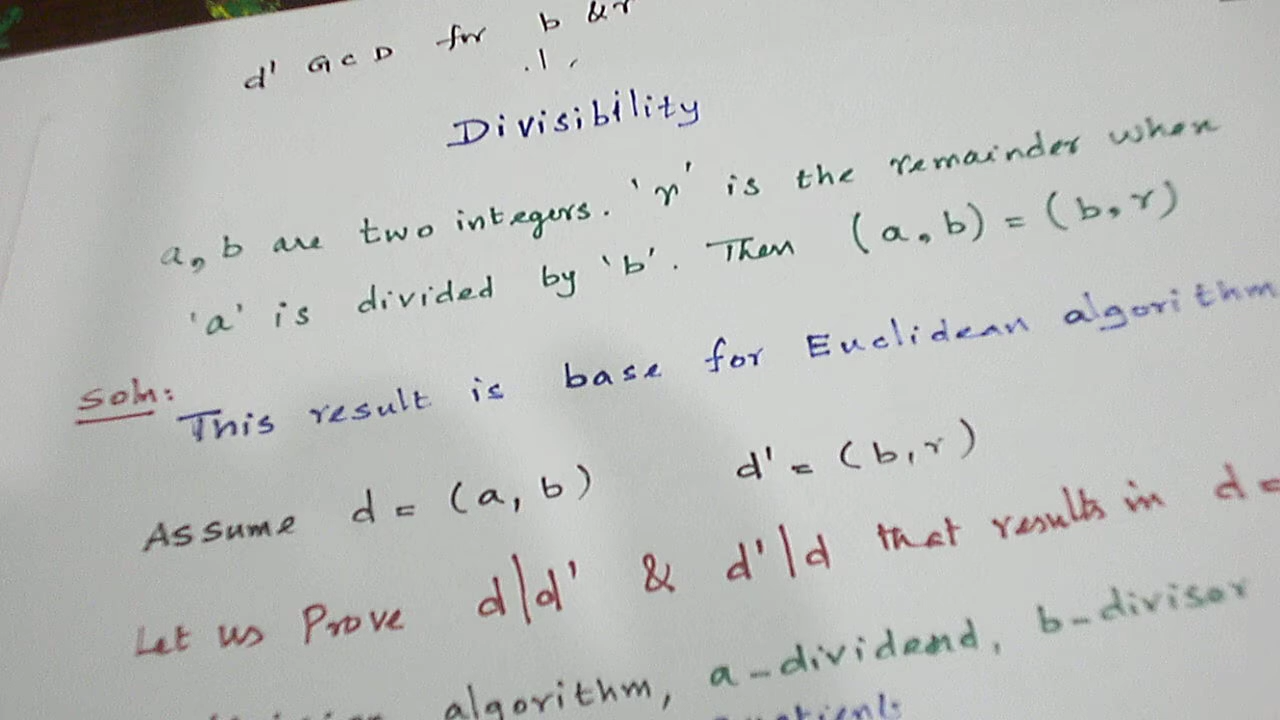 d' GCD for b & r
Divisibility
a, b are two integers. 'r' is the remainder when
'a' is divided by 'b'. Then (a, b) = (b, r)
Soln: This result is base for Euclidean algorithm
Assume d = (a, b) d' = (b, r)
Let us Prove d|d' & d'|d that results in d =
algorithm, a - dividend, b - divisor